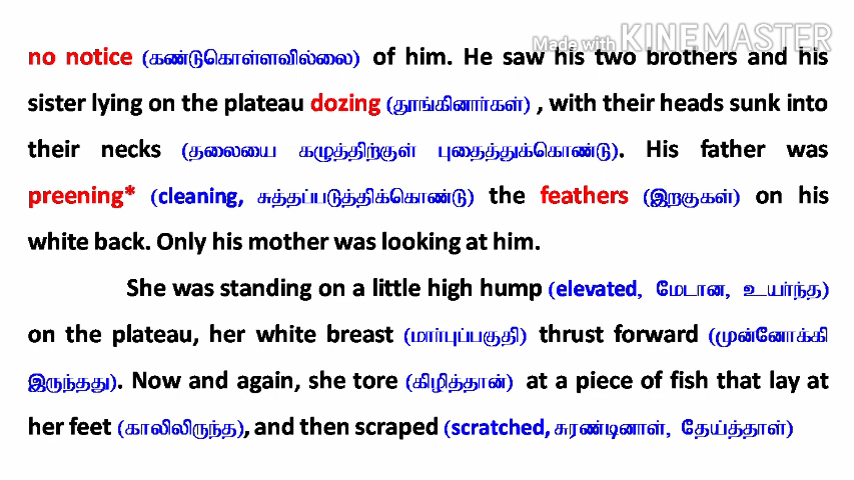 Made with KINEMASTER
no notice (கண்டுகொள்ளவில்லை) of him. He saw his two brothers and his
sister lying on the plateau dozing (தூங்கினார்கள்) , with their heads sunk into
their necks (தலையை கழுத்திற்குள் புதைத்துக்கொண்டு). His father was
preening* (cleaning, சுத்தப்படுத்திக்கொண்டு) the feathers (இறகுகள்) on his
white back. Only his mother was looking at him.
She was standing on a little high hump (elevated, மேடான, உயர்ந்த)
on the plateau, her white breast (மார்புப்பகுதி) thrust forward (முன்னோக்கி
இருந்தது). Now and again, she tore (கிழித்தான்) at a piece of fish that lay at
her feet (காலிலிருந்த), and then scraped (scratched, சுரண்டினாள், தேய்த்தாள்)